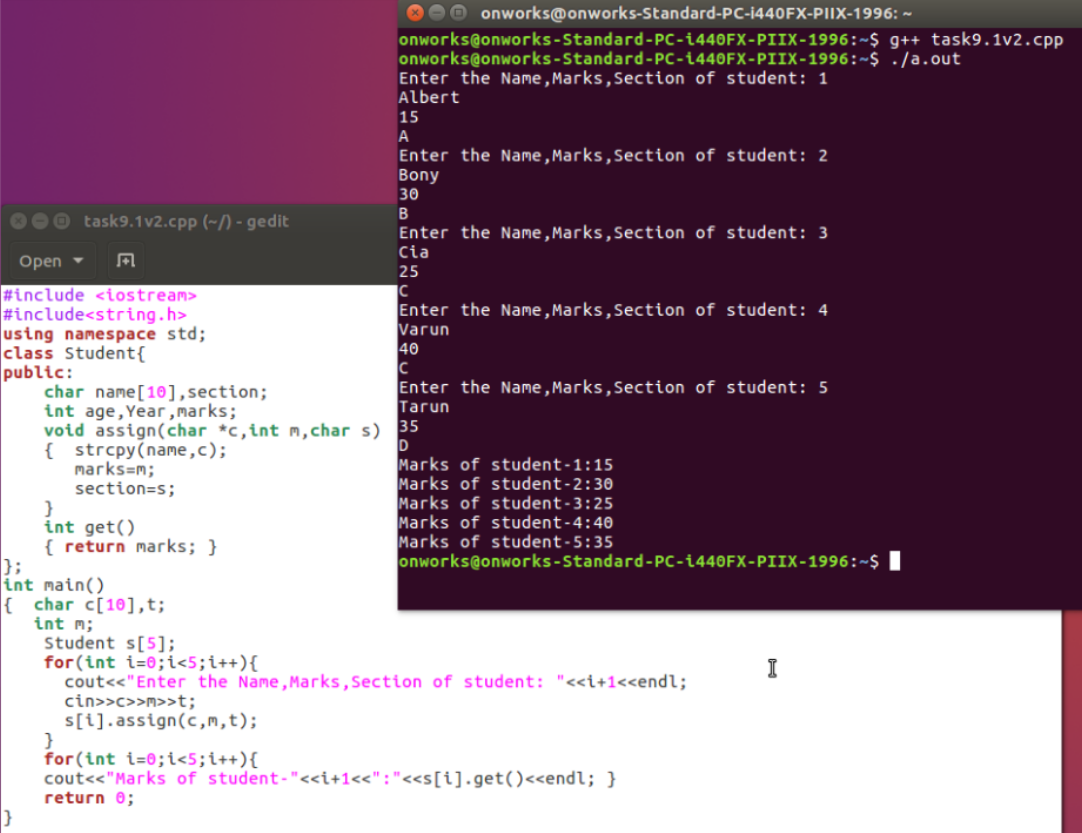 onworks@onworks-Standard-PC-i440FX-PIIX-1996: ~
onworks@onworks-Standard-PC-i440FX-PIIX-1996:~$ g++ task9.1v2.cpp
onworks@onworks-Standard-PC-i440FX-PIIX-1996:~$ ./a.out
Enter the Name,Marks,Section of student: 1
Albert
15
A
Enter the Name,Marks,Section of student: 2
Bony
30
B
Enter the Name,Marks,Section of student: 3
Cia
25
C
Enter the Name,Marks,Section of student: 4
Varun
40
C
Enter the Name,Marks,Section of student: 5
Tarun
35
D
Marks of student-1:15
Marks of student-2:30
Marks of student-3:25
Marks of student-4:40
Marks of student-5:35
onworks@onworks-Standard-PC-i440FX-PIIX-1996:~$
task9.1v2.cpp (~/) - gedit
Open
#include <iostream>
#include<string.h>
using namespace std;
class Student{
public:
    char name[10],section;
    int age,Year,marks;
    void assign(char *c,int m,char s)
    {  strcpy(name,c);
       marks=m;
       section=s;
    }
    int get()
    { return marks; }
};
int main()
{  char c[10],t;
   int m;
    Student s[5];
    for(int i=0;i<5;i++){
      cout<<"Enter the Name,Marks,Section of student: "<<i+1<<endl;
      cin>>c>>m>>t;
      s[i].assign(c,m,t);
    }
    for(int i=0;i<5;i++){
    cout<<"Marks of student-"<<i+1<<":"<<s[i].get()<<endl; }
    return 0;
}